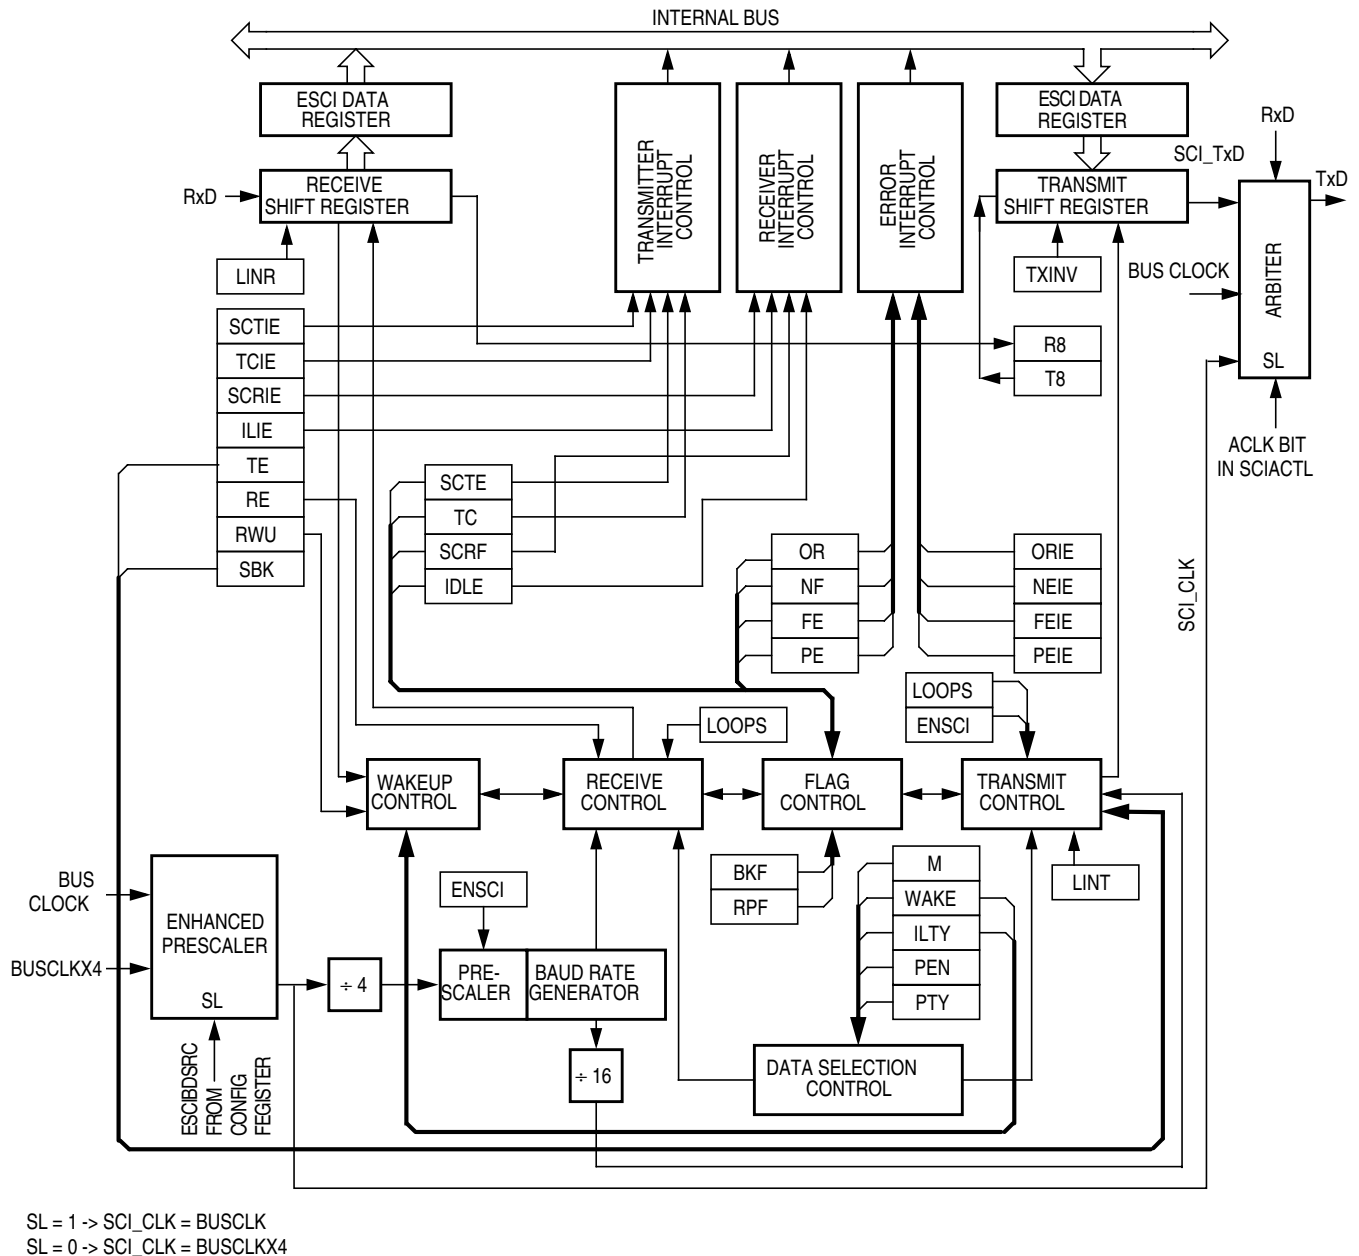 INTERNAL BUS
ESCI DATA
REGISTER
ESCI DATA
REGISTER
TRANSMITTER
INTERRUPT
CONTROL
RECEIVER
INTERRUPT
CONTROL
ERROR
INTERRUPT
CONTROL
RxD
SCI_TxD
TxD
RxD
RECEIVE
SHIFT REGISTER
TRANSMIT
SHIFT REGISTER
ARBITER
SL
LINR
TXINV
BUS CLOCK
SCTIE
TCIE
SCRIE
ILIE
TE
RE
RWU
SBK
R8
T8
ACLK BIT
IN SCIACTL
SCTE
TC
SCRF
IDLE
OR
NF
FE
PE
ORIE
NEIE
FEIE
PEIE
SCI_CLK
LOOPS
LOOPS
ENSCI
WAKEUP
CONTROL
RECEIVE
CONTROL
FLAG
CONTROL
TRANSMIT
CONTROL
BUS
CLOCK
BUSCLKX4
ENHANCED
PRESCALER
SL
ENSCI
BKF
RPF
M
WAKE
ILTY
PEN
PTY
LINT
÷ 4
PRE-
SCALER
BAUD RATE
GENERATOR
÷ 16
DATA SELECTION
CONTROL
ESCIBDSRC
FROM
CONFIG
FEGISTER
SL = 1 -> SCI_CLK = BUSCLK
SL = 0 -> SCI_CLK = BUSCLKX4